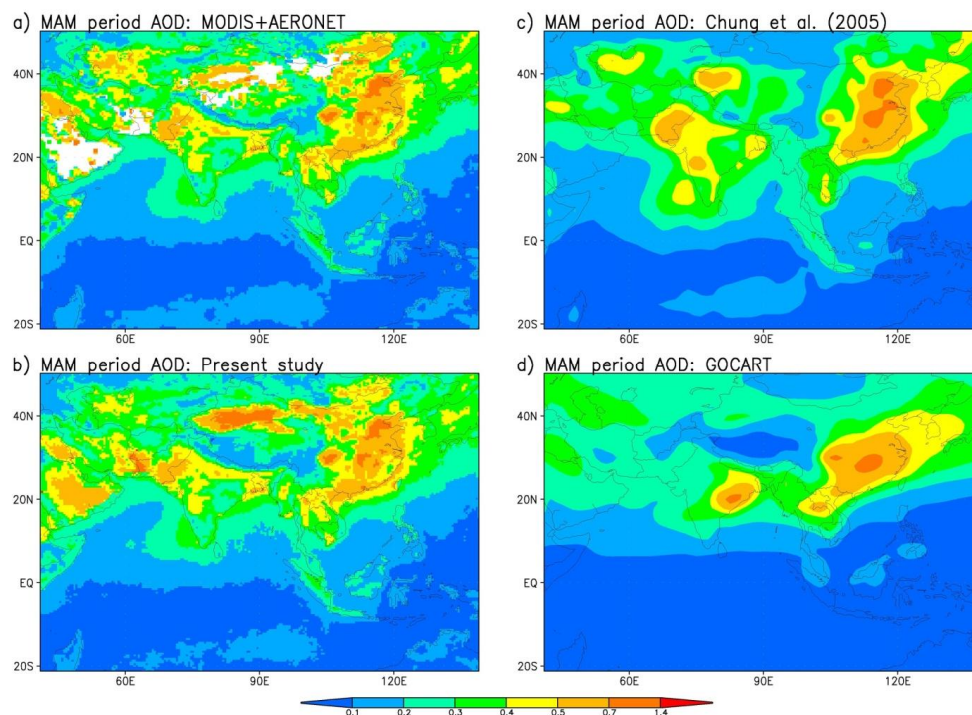 a) MAM period AOD: MODIS+AERONET
40N
20N
EQ
20S
60E 90E 120E
c) MAM period AOD: Chung et al. (2005)
40N
20N
EQ
20S
60E 90E 120E
b) MAM period AOD: Present study
40N
20N
EQ
20S
60E 90E 120E
d) MAM period AOD: GOCART
40N
20N
EQ
20S
60E 90E 120E
0.1 0.2 0.3 0.4 0.5 0.7 1.4